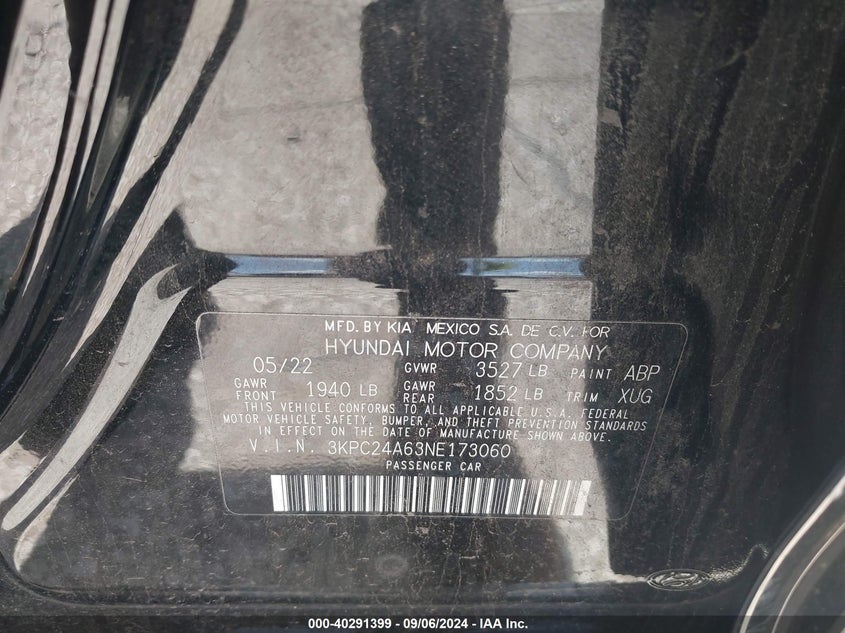 MFD. BY KIA MEXICO S.A. DE C.V. FOR
HYUNDAI MOTOR COMPANY
05/22 GVWR 3527 LB PAINT ABP
GAWR FRONT 1940 LB GAWR REAR 1852 LB TRIM XUG
THIS VEHICLE CONFORMS TO ALL APPLICABLE U.S.A. FEDERAL
MOTOR VEHICLE SAFETY, BUMPER, AND THEFT PREVENTION STANDARDS
IN EFFECT ON THE DATE OF MANUFACTURE SHOWN ABOVE.
V.I.N. 3KPC24A63NE173060
PASSENGER CAR
000-40291399 - 09/06/2024 - IAA Inc.